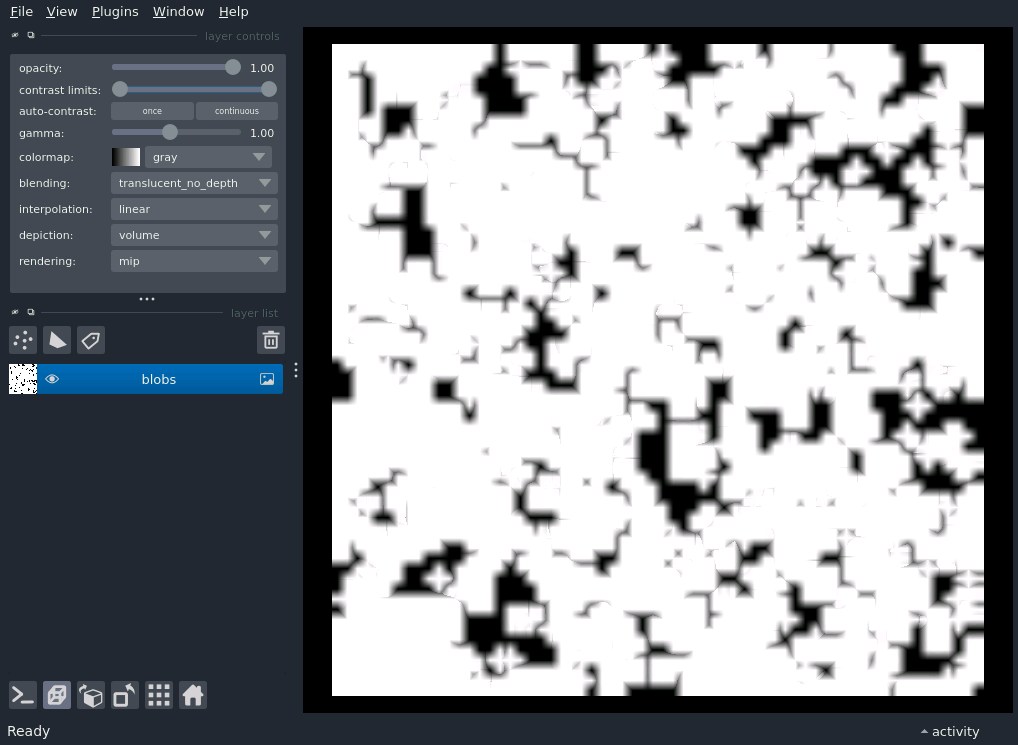 File View Plugins Window Help
layer controls
opacity: 1.00
contrast limits:
auto-contrast: once continuous
gamma: 1.00
colormap: gray
blending: translucent_no_depth
interpolation: linear
depiction: volume
rendering: mip
layer list
blobs
Ready
activity